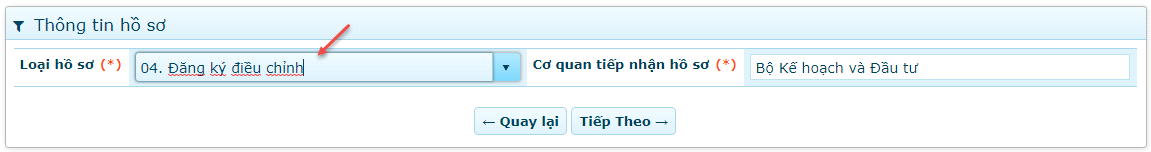 Thông tin hồ sơ
Loại hồ sơ (*) 04. Đăng ký điều chỉnh Cơ quan tiếp nhận hồ sơ (*) Bộ Kế hoạch và Đầu tư
← Quay lại Tiếp Theo →